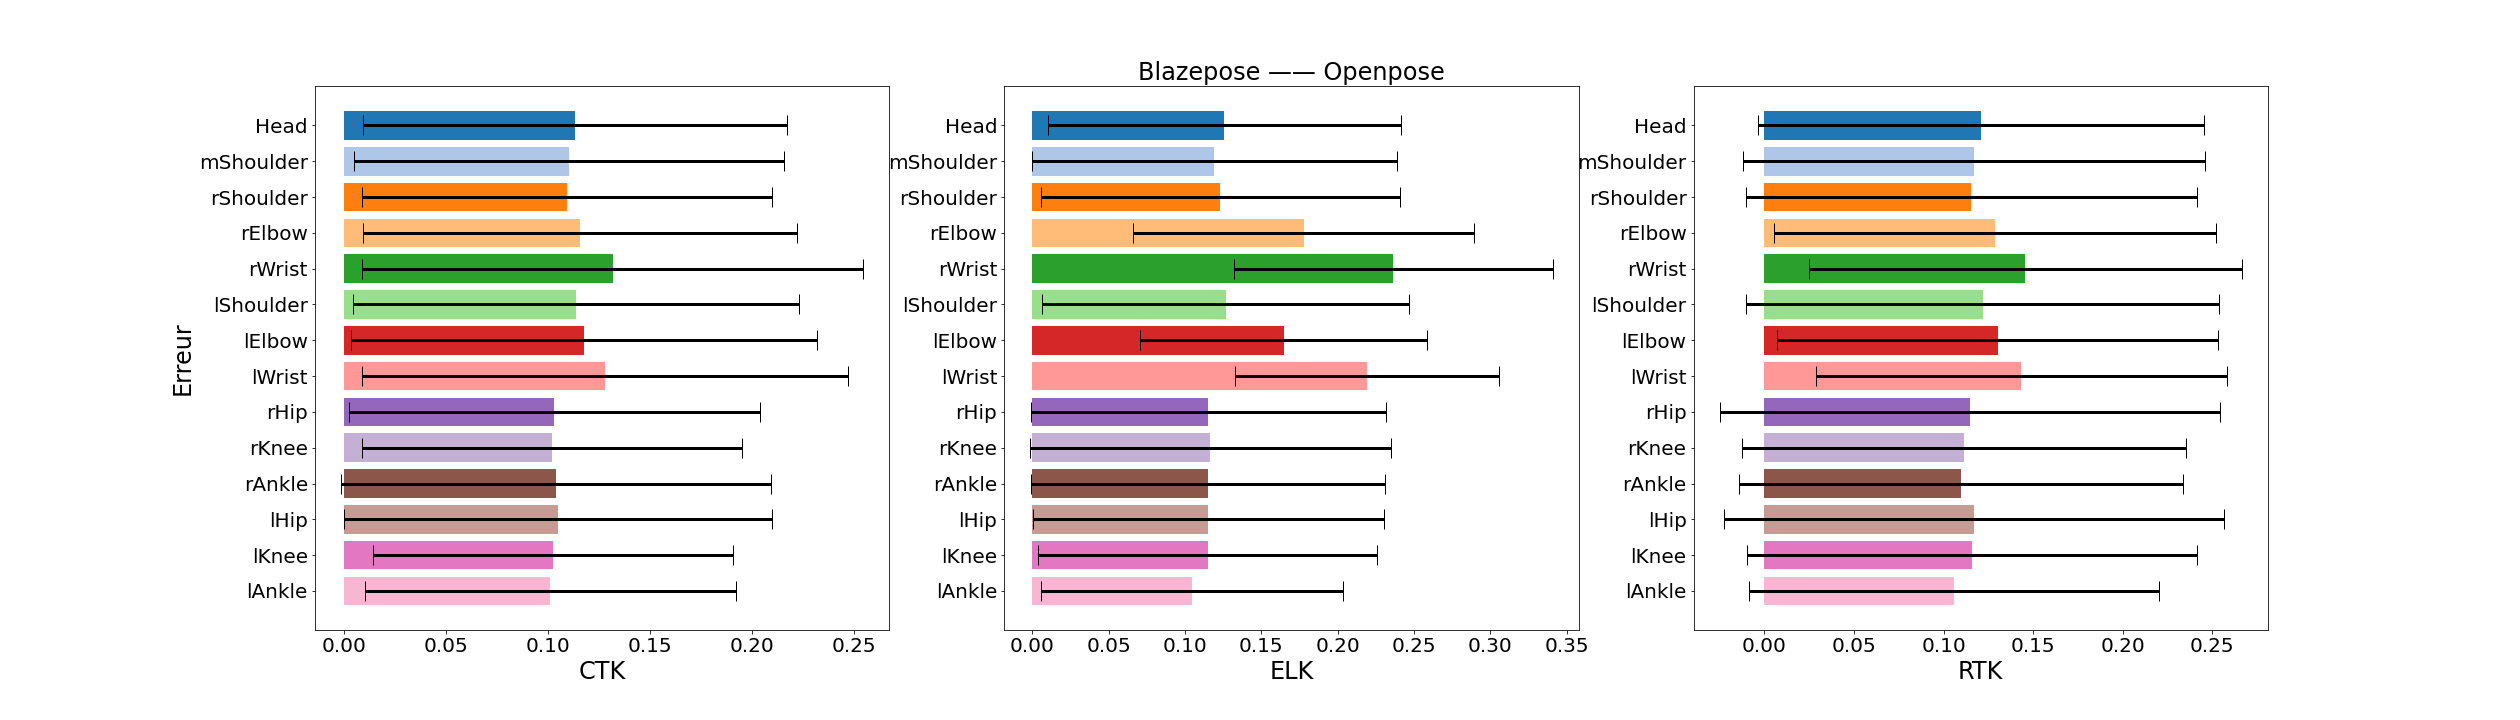 Blazepose —— Openpose
Erreur
Head
mShoulder
rShoulder
rElbow
rWrist
lShoulder
lElbow
lWrist
rHip
rKnee
rAnkle
lHip
lKnee
lAnkle
0.00 0.05 0.10 0.15 0.20 0.25
CTK
Head
mShoulder
rShoulder
rElbow
rWrist
lShoulder
lElbow
lWrist
rHip
rKnee
rAnkle
lHip
lKnee
lAnkle
0.00 0.05 0.10 0.15 0.20 0.25 0.30 0.35
ELK
Head
mShoulder
rShoulder
rElbow
rWrist
lShoulder
lElbow
lWrist
rHip
rKnee
rAnkle
lHip
lKnee
lAnkle
0.00 0.05 0.10 0.15 0.20 0.25
RTK